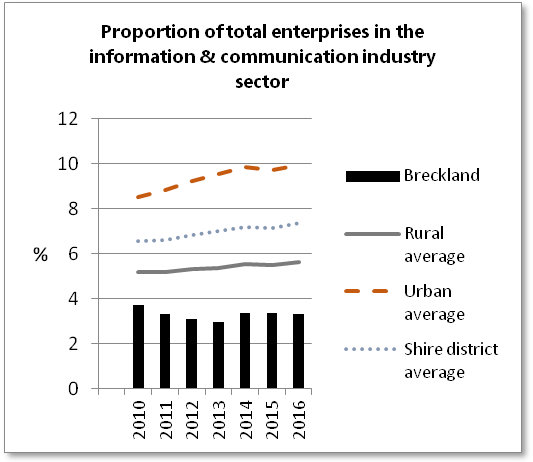 Proportion of total enterprises in the
information & communication industry
sector
12
10
8
6
4
2
0
%
2010
2011
2012
2013
2014
2015
2016
Breckland
Rural
average
Urban
average
Shire district
average